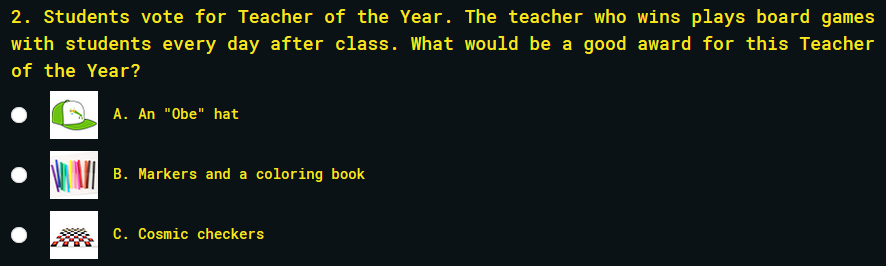 2. Students vote for Teacher of the Year. The teacher who wins plays board games
with students every day after class. What would be a good award for this Teacher
of the Year?
A. An "Obe" hat
B. Markers and a coloring book
C. Cosmic checkers